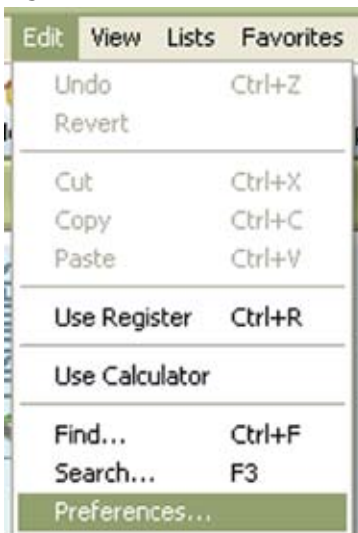 Edit View Lists Favorites
Undo Ctrl+Z
Revert
Cut Ctrl+X
Copy Ctrl+C
Paste Ctrl+V
Use Register Ctrl+R
Use Calculator
Find... Ctrl+F
Search... F3
Preferences...